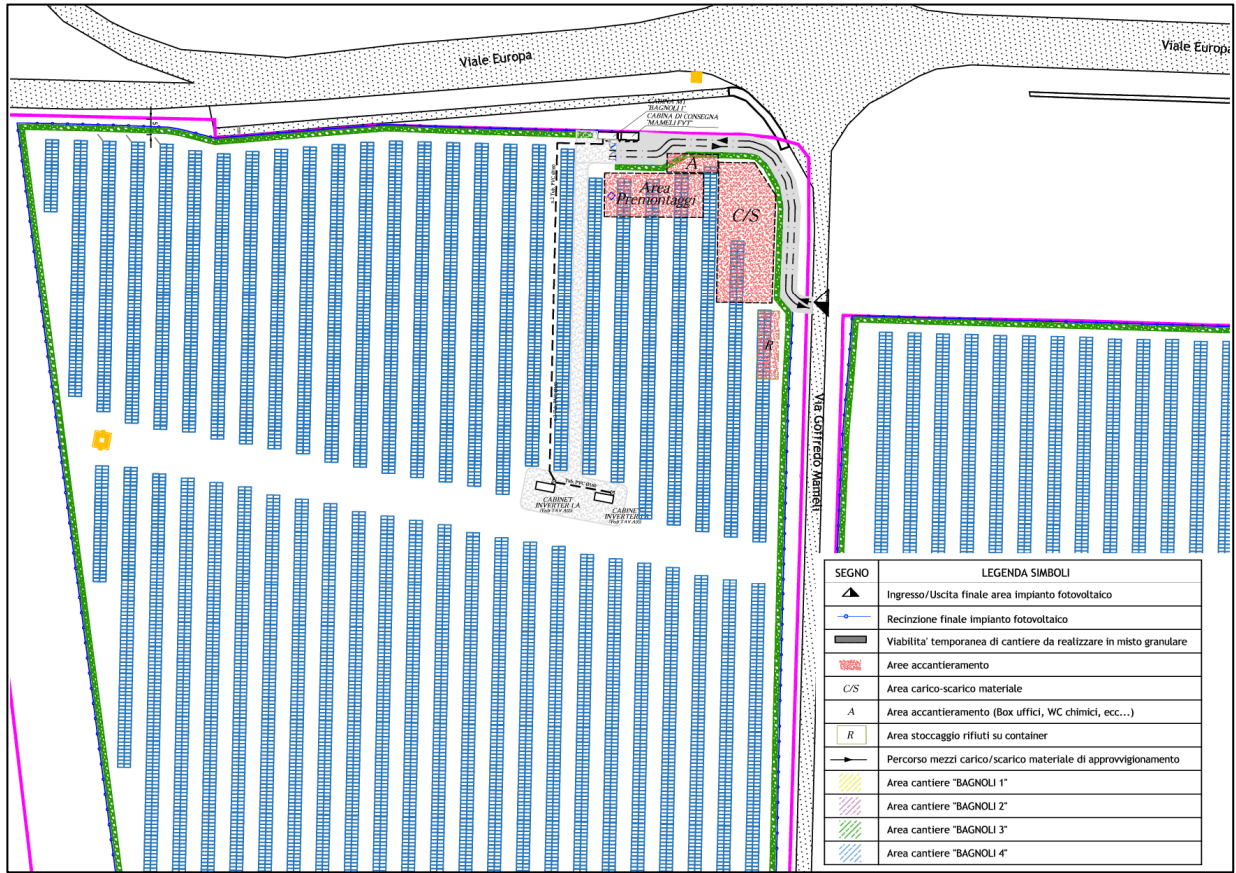 Viale Europa
Viale Europa
CABINA MT
"BAGNOLI 1"
CABINA DI CONSEGNA
"MAMELI FVT"
A
Area
Premontaggi
C/S
R
Via Goffredo Mameli
CABINET
INVERTER 1.A
CABINET
INVERTER
SEGNO LEGENDA SIMBOLI
Ingresso/Uscita finale area impianto fotovoltaico
Recinzione finale impianto fotovoltaico
Viabilita' temporanea di cantiere da realizzare in misto granulare
Aree accantieramento
C/S Area carico-scarico materiale
A Area accantieramento (Box uffici, WC chimici, ecc...)
R Area stoccaggio rifiuti su container
Percorso mezzi carico/scarico materiale di approvvigionamento
Area cantiere "BAGNOLI 1"
Area cantiere "BAGNOLI 2"
Area cantiere "BAGNOLI 3"
Area cantiere "BAGNOLI 4"